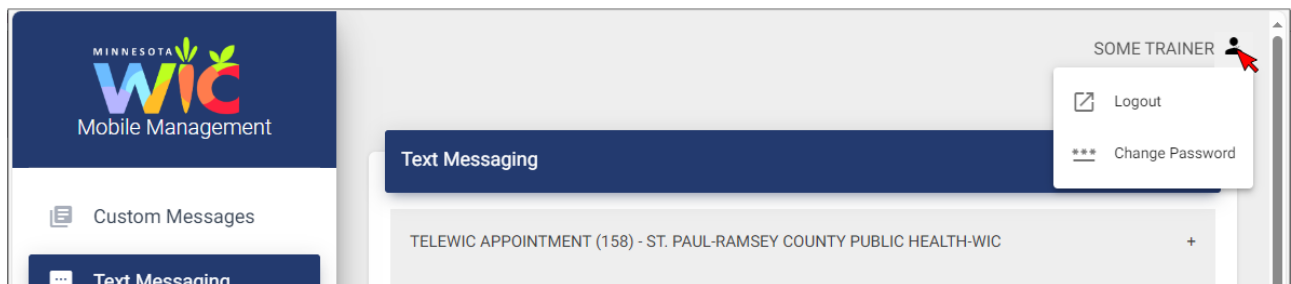 MINNESOTA
WIC
Mobile Management
SOME TRAINER
Logout
Change Password
Text Messaging
Custom Messages
TELEWIC APPOINTMENT (158) - ST. PAUL-RAMSEY COUNTY PUBLIC HEALTH-WIC +
Text Messaging